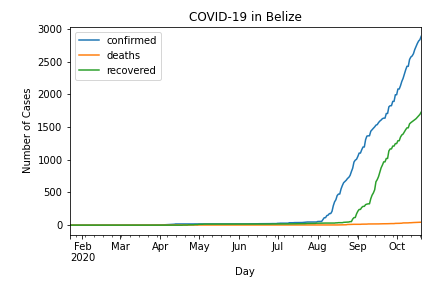 COVID-19 in Belize
confirmed
deaths
recovered
Number of Cases
3000
2500
2000
1500
1000
500
0
Feb Mar Apr May Jun Jul Aug Sep Oct
2020
Day